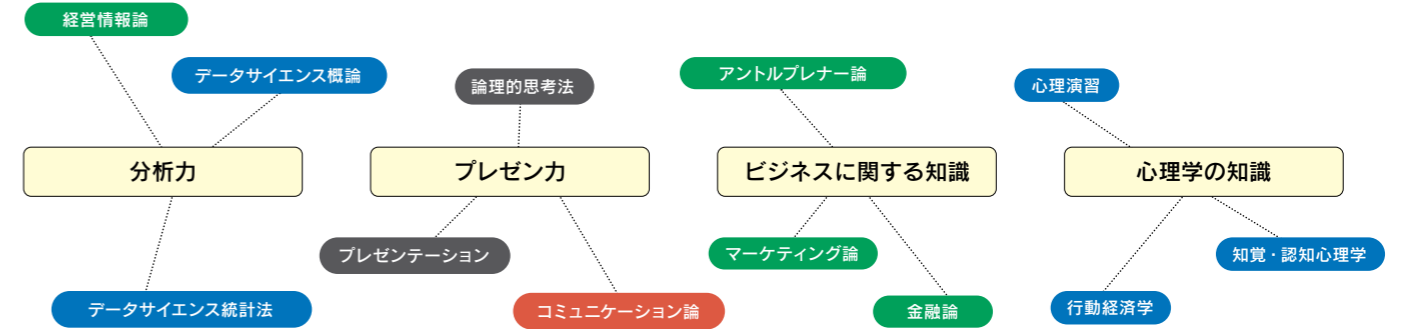 経営情報論
データサイエンス概論
分析力
データサイエンス統計法
論理的思考法
プレゼン力
プレゼンテーション
コミュニケーション論
アントルプレナー論
ビジネスに関する知識
マーケティング論
金融論
心理演習
心理学の知識
知覚・認知心理学
行動経済学